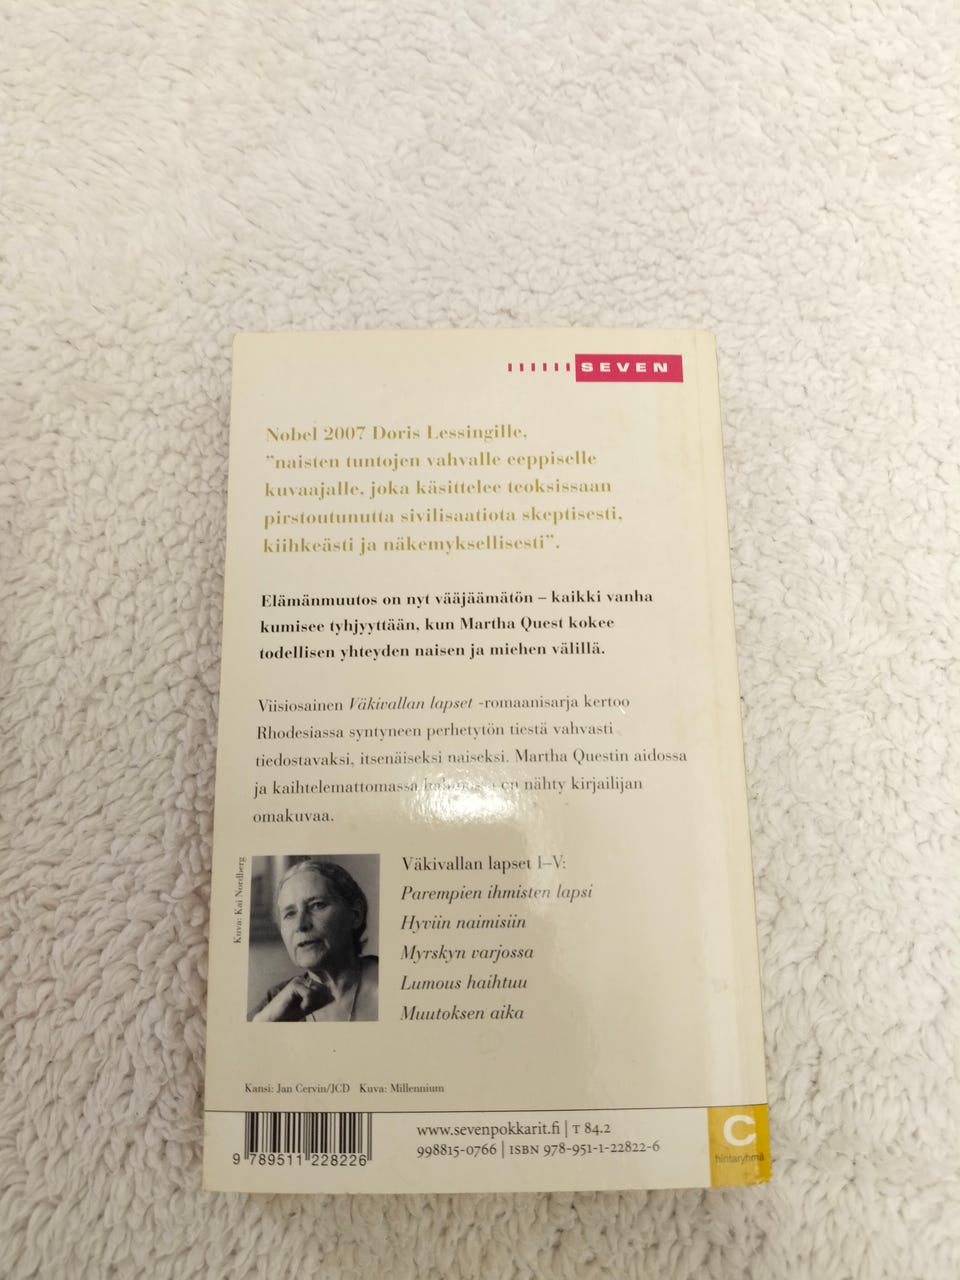 SEVEN
Nobel 2007 Doris Lessingille,
”naisten tuntojen vahvalle eeppiselle
kuvaajalle, joka käsittelee teoksissaan
pirstoutunutta sivilisaatiota skeptisesti,
kiihkeästi ja näkemyksellisesti”.
Elämänmuutos on nyt vääjäämätön – kaikki vanha
kumisee tyhjyyttään, kun Martha Quest kokee
todellisen yhteyden naisen ja miehen välillä.
Viisiosainen Väkivallan lapset -romaanisarja kertoo
Rhodesiassa syntyneen perhetytön tiestä vahvasti
tiedostavaksi, itsenäiseksi naiseksi. Martha Questin aidossa
ja kaihtelemattomassa on nähty kirjailijan
omakuvaa.
Kuva: Kai Nordberg
Väkivallan lapset I–V:
Parempien ihmisten lapsi
Hyviin naimisiin
Myrskyn varjossa
Lumous haihtuu
Muutoksen aika
Kansi: Jan Cervin/JCD Kuva: Millennium
9 789511 228226
www.sevenpokkarit.fi | T 84.2
998815-0766 | ISBN 978-951-1-22822-6
C
hintaryhmä